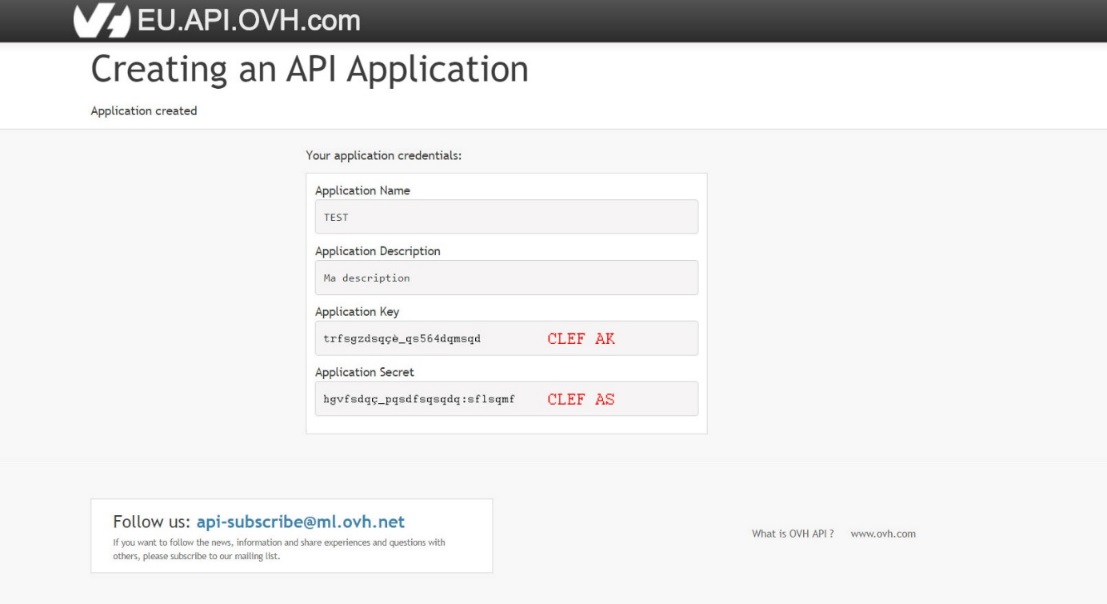 EU.API.OVH.com
Creating an API Application
Application created
Your application credentials:
Application Name
TEST
Application Description
Ma description
Application Key
trfsgzdsqçè_qs564dqmsqd CLEF AK
Application Secret
hgvfsdqç_pqsdfsqsqdq:sflsqmf CLEF AS
Follow us: api-subscribe@ml.ovh.net
If you want to follow the news, information and share experiences and questions with
others, please subscribe to our mailing list.
What is OVH API ? www.ovh.com